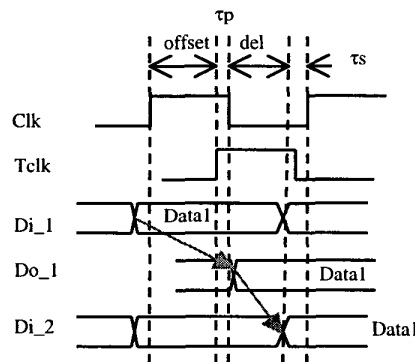 τp
offset del τs
Clk
Tclk
Di_1 Data1
Do_1 Data1
Di_2 Data1